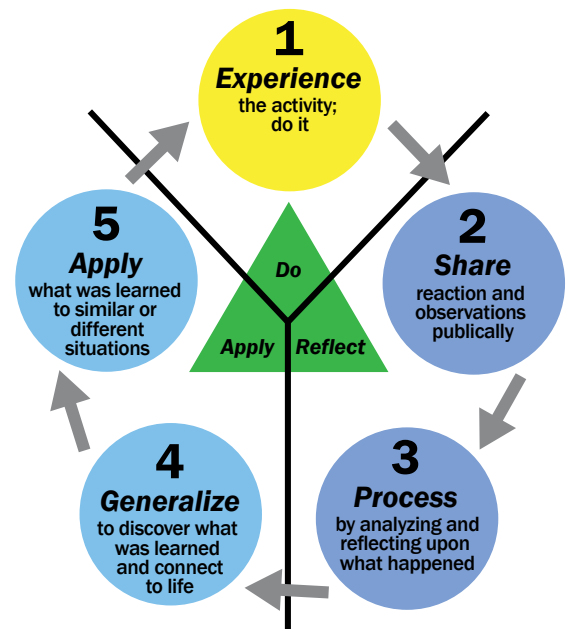 1
Experience
the activity;
do it
2
Share
reaction and
observations
publically
3
Process
by analyzing and
reflecting upon
what happened
4
Generalize
to discover what
was learned
and connect
to life
5
Apply
what was learned
to similar or
different
situations
Do
Apply
Reflect